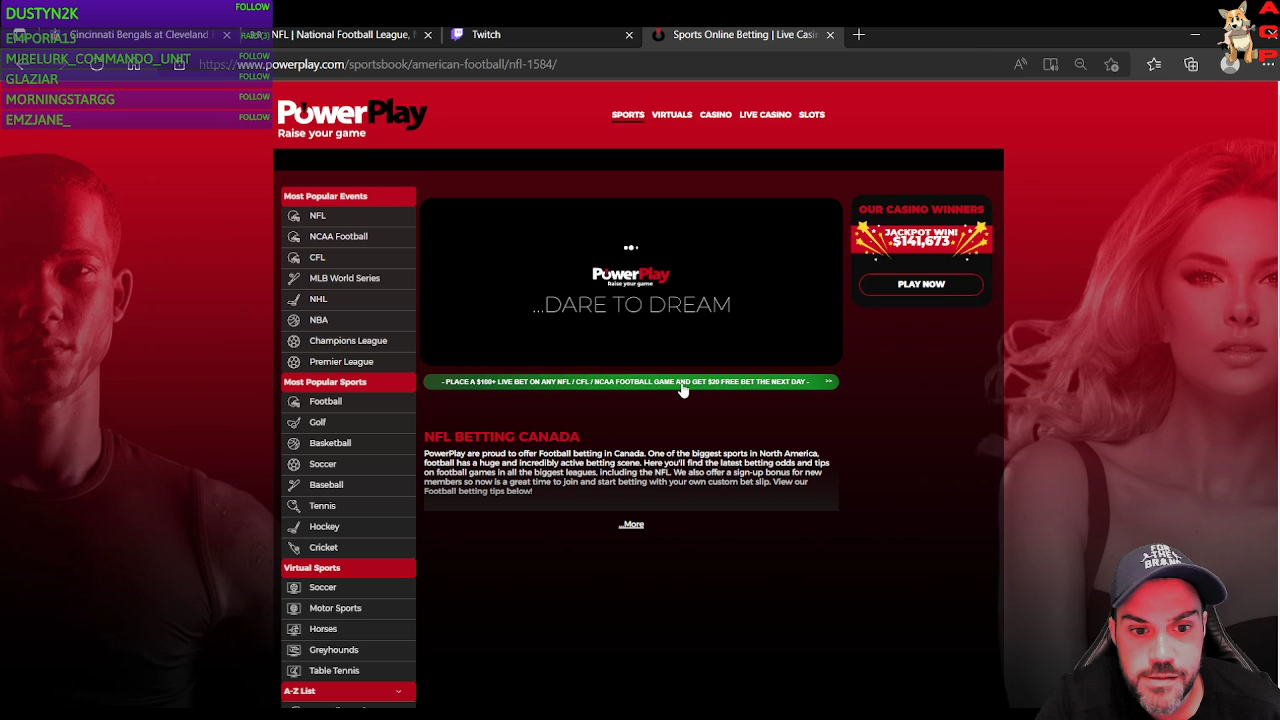 DUSTYN2K FOLLOW
EMPORIA13 RAID(3)
MIRELURK_COMMANDO_UNIT FOLLOW
GLAZIAR FOLLOW
MORNINGSTARGG FOLLOW
EMZJANE_ FOLLOW
Cincinnati Bengals at Cleveland
NFL | National Football League, N
Twitch
Sports Online Betting | Live Casin
https://www.powerplay.com/sportsbook/american-football/nfl-1584/
A
G
P
PowerPlay
Raise your game
SPORTS VIRTUALS CASINO LIVE CASINO SLOTS
Most Popular Events
NFL
NCAA Football
CFL
MLB World Series
NHL
NBA
Champions League
Premier League
Most Popular Sports
Football
Golf
Basketball
Soccer
Baseball
Tennis
Hockey
Cricket
Virtual Sports
Soccer
Motor Sports
Horses
Greyhounds
Table Tennis
A-Z List
PowerPlay
Raise your game
...DARE TO DREAM
- PLACE A $100+ LIVE BET ON ANY NFL / CFL / NCAA FOOTBALL GAME AND GET $20 FREE BET THE NEXT DAY - >>
NFL BETTING CANADA
PowerPlay are proud to offer Football betting in Canada. One of the biggest sports in North America,
football has a huge and incredibly active betting scene. Here you'll find the latest betting odds and tips
on football games in all the biggest leagues, including the NFL. We also offer a sign-up bonus for new
members so now is a great time to join and start betting with your own custom bet slip. View our
Football betting tips below!
...More
OUR CASINO WINNERS
JACKPOT WIN!
$141,673
PLAY NOW
FOR
THE
BRAND